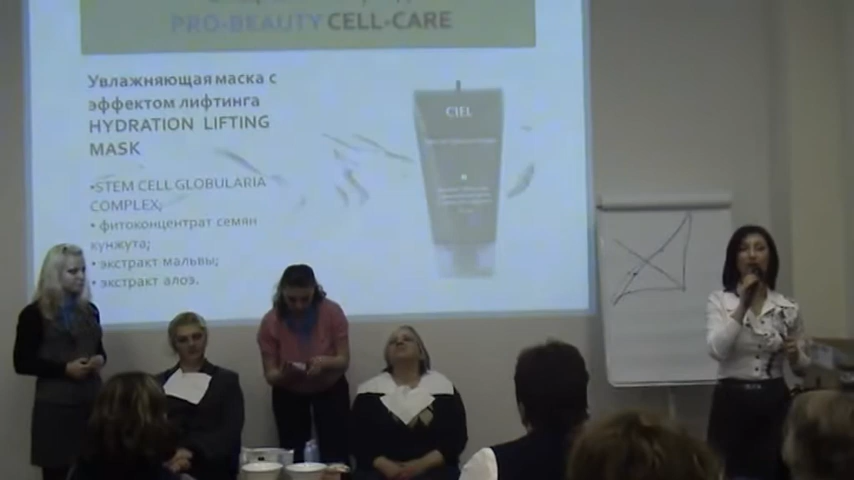 PRO-BEAUTY CELL-CARE
Увлажняющая маска с
эффектом лифтинга
HYDRATION LIFTING
MASK
•STEM CELL GLOBULARIA
COMPLEX;
• фитоконцентрат семян
кунжута;
• экстракт мальвы;
• экстракт алоэ.
CIEL